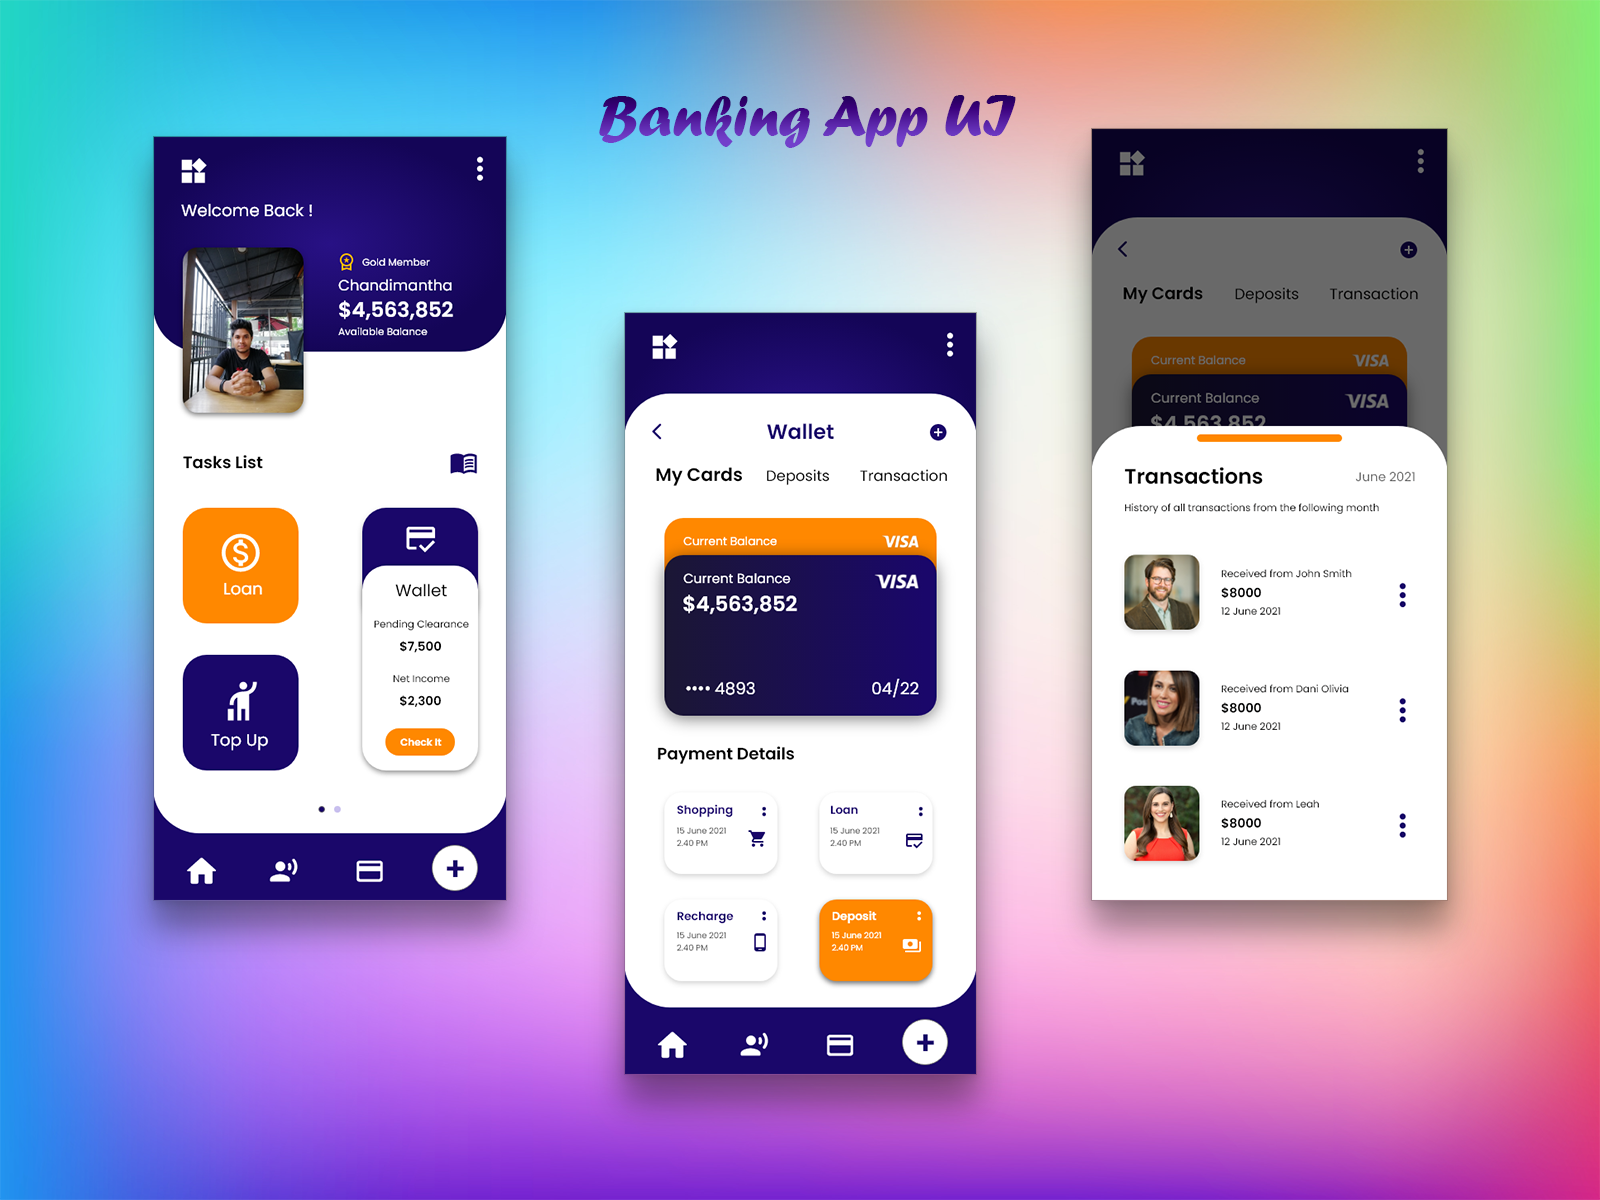 Banking App UI
Welcome Back !
Gold Member
Chandimantha
$4,563,852
Available Balance
Tasks List
Loan
Top Up
Wallet
Pending Clearance
$7,500
Net Income
$2,300
Check It
Wallet
My Cards Deposits Transaction
Current Balance VISA
Current Balance VISA
$4,563,852
•••• 4893 04/22
Payment Details
Shopping
15 June 2021
2.40 PM
Loan
15 June 2021
2.40 PM
Recharge
15 June 2021
2.40 PM
Deposit
15 June 2021
2.40 PM
My Cards Deposits Transaction
Current Balance VISA
Current Balance VISA
$4,563,852
Transactions June 2021
History of all transactions from the following month
Received from John Smith
$8000
12 June 2021
Received from Dani Olivia
$8000
12 June 2021
Received from Leah
$8000
12 June 2021